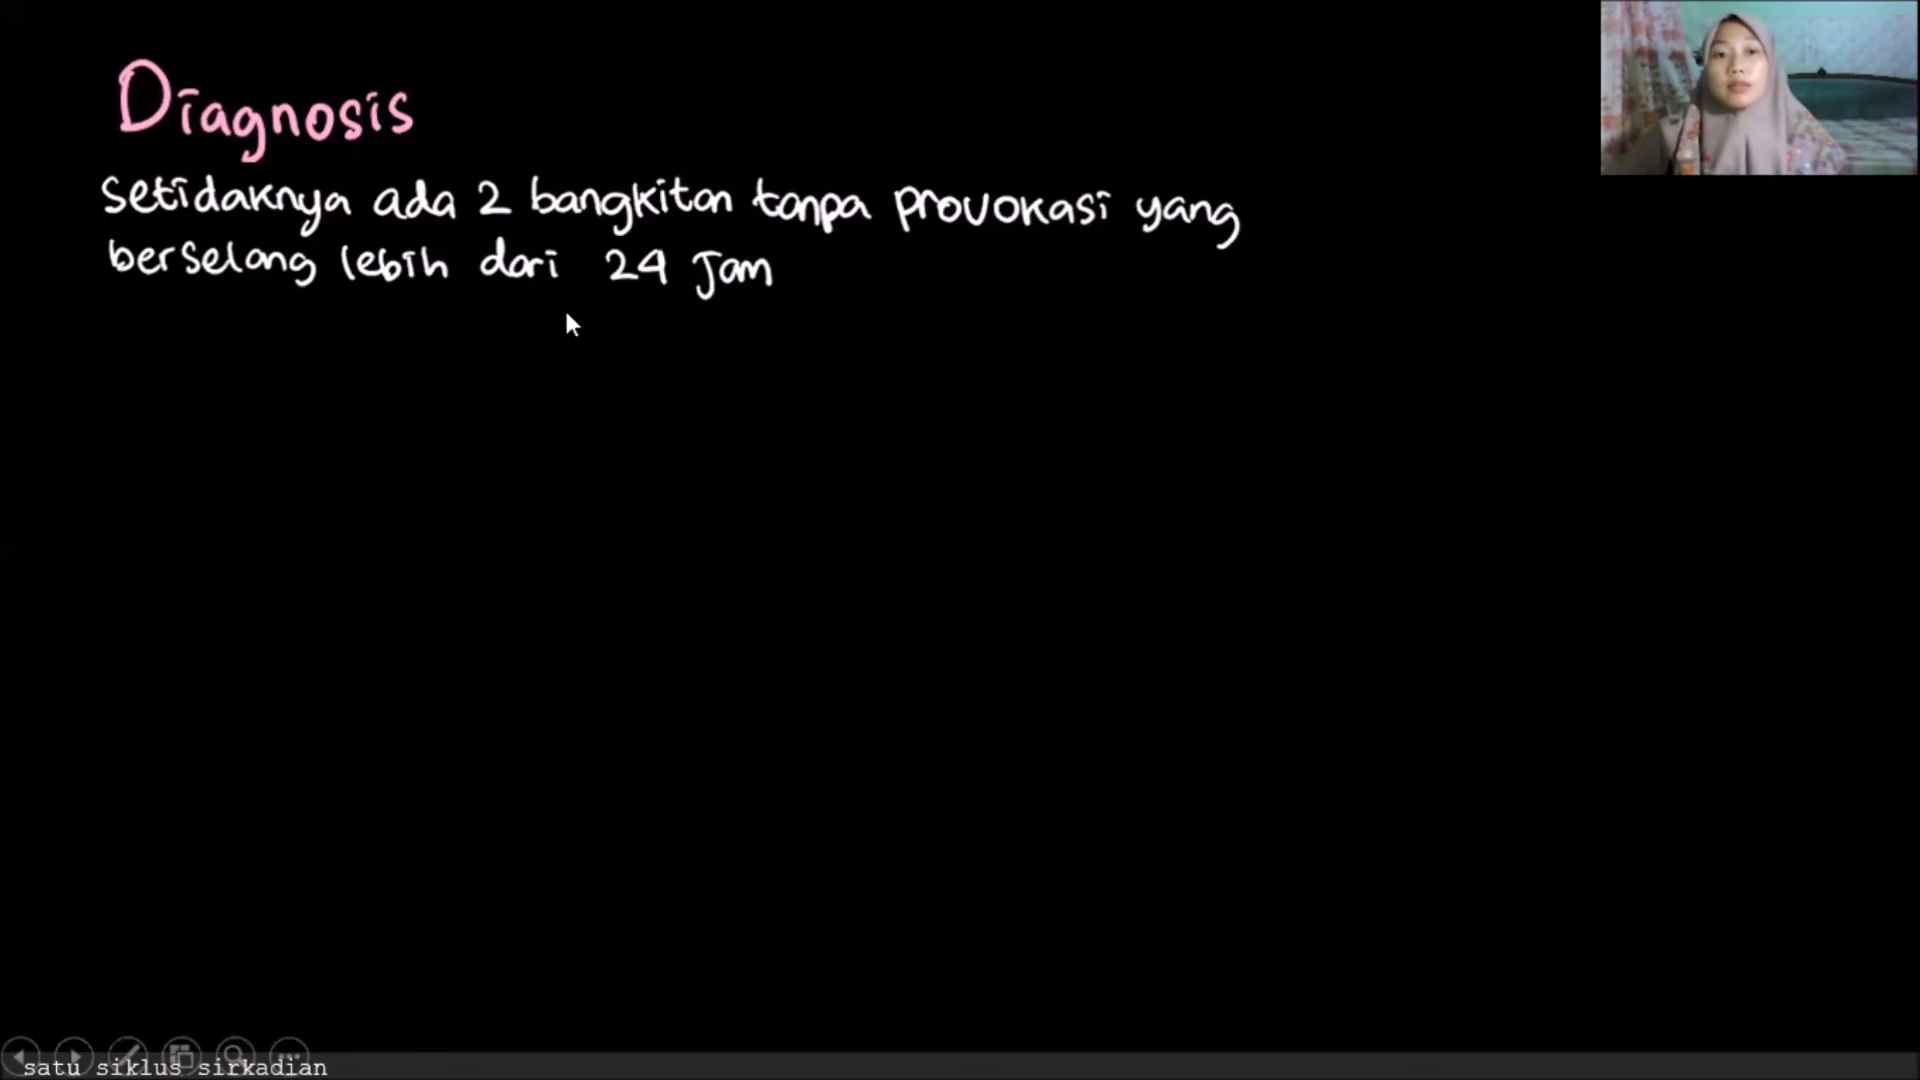 Diagnosis
setidaknya ada 2 bangkitan tanpa provokasi yang
berselang lebih dari 24 Jam
satu siklus sirkadian